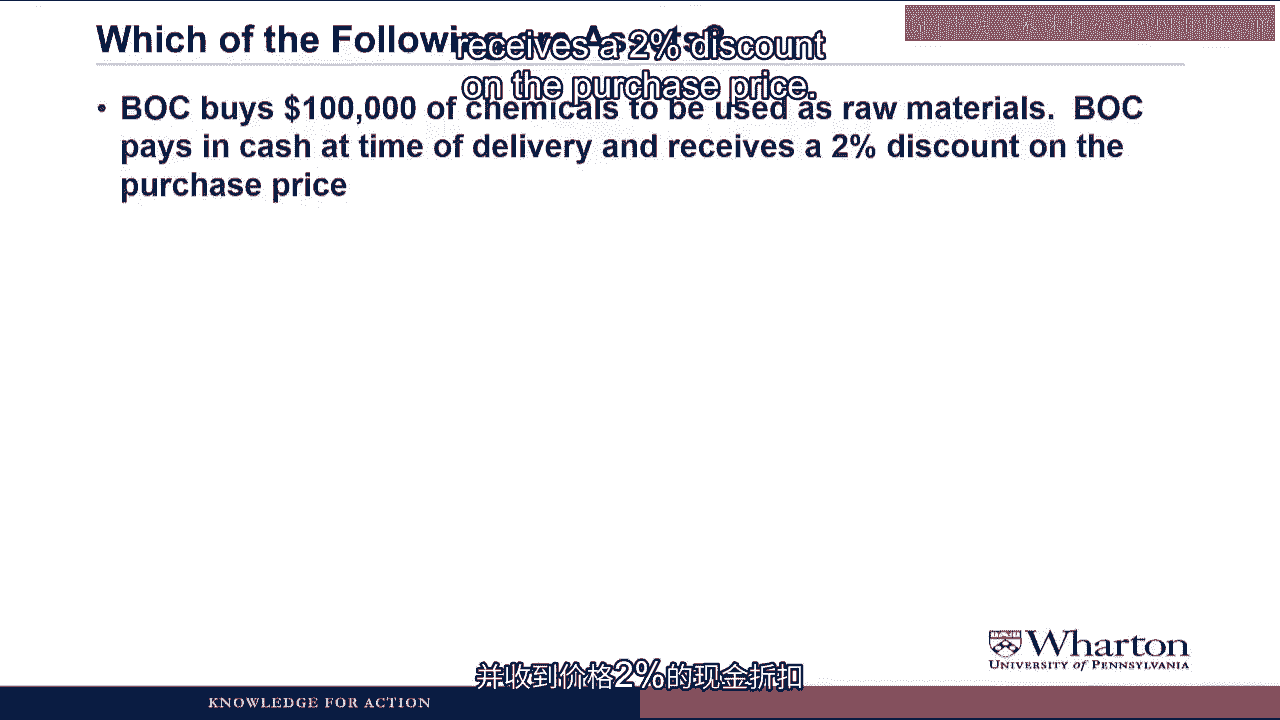 Which of the Following are Assets?
receives a 2% discount
on the purchase price.
• BOC buys $100,000 of chemicals to be used as raw materials. BOC
pays in cash at time of delivery and receives a 2% discount on the
purchase price
Wharton
UNIVERSITY of PENNSYLVANIA
并收到价格2%的现金折扣
KNOWLEDGE FOR ACTION